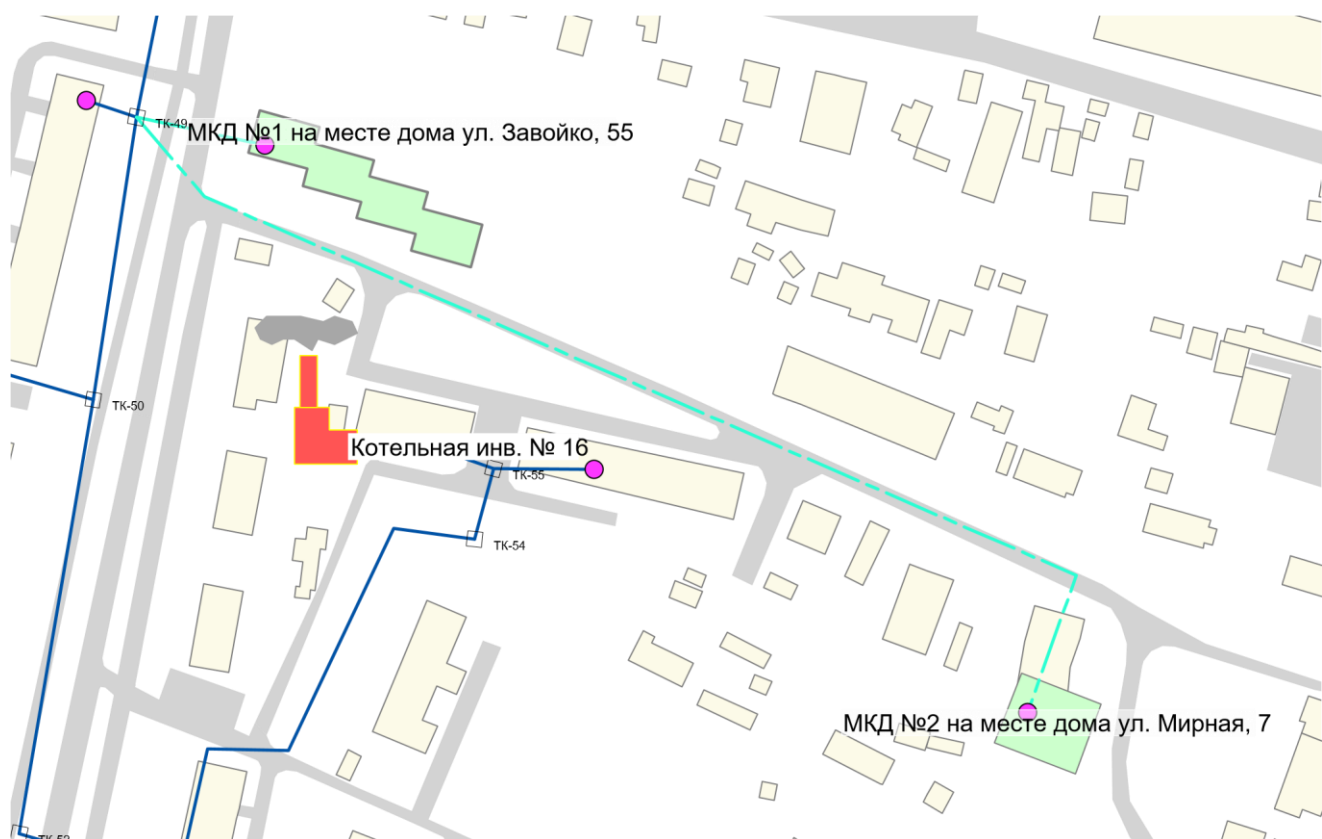 ТК-49
МКД №1 на месте дома ул. Завойко, 55
ТК-50
Котельная инв. № 16
ТК-55
ТК-54
МКД №2 на месте дома ул. Мирная, 7